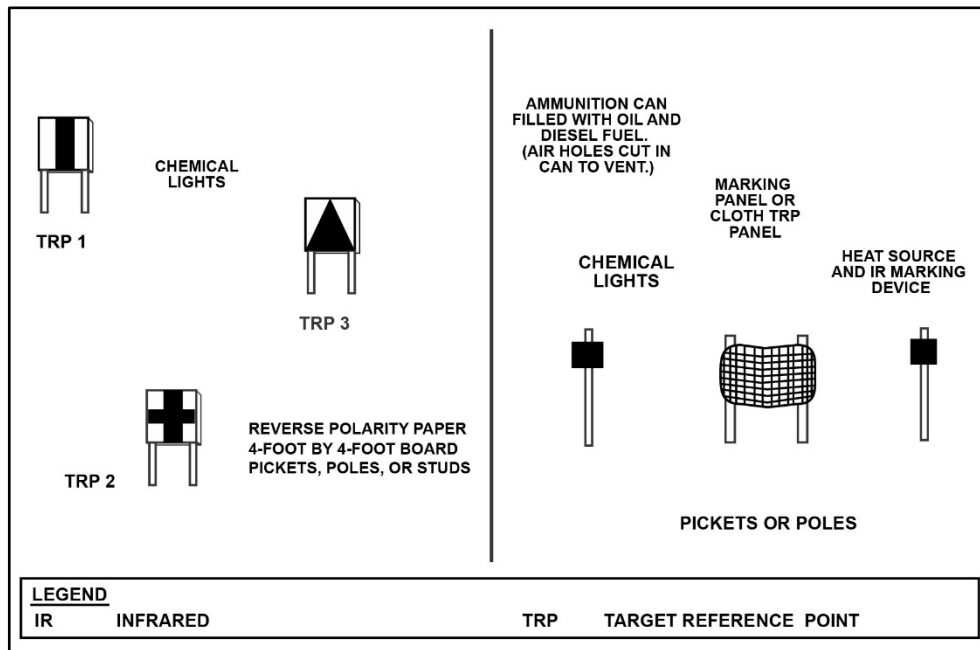 TRP 1
CHEMICAL
LIGHTS
TRP 3
TRP 2
REVERSE POLARITY PAPER
4-FOOT BY 4-FOOT BOARD
PICKETS, POLES, OR STUDS
AMMUNITION CAN
FILLED WITH OIL AND
DIESEL FUEL.
(AIR HOLES CUT IN
CAN TO VENT.)
MARKING
PANEL OR
CLOTH TRP
PANEL
CHEMICAL
LIGHTS
HEAT SOURCE
AND IR MARKING
DEVICE
PICKETS OR POLES
LEGEND
IR INFRARED TRP TARGET REFERENCE POINT